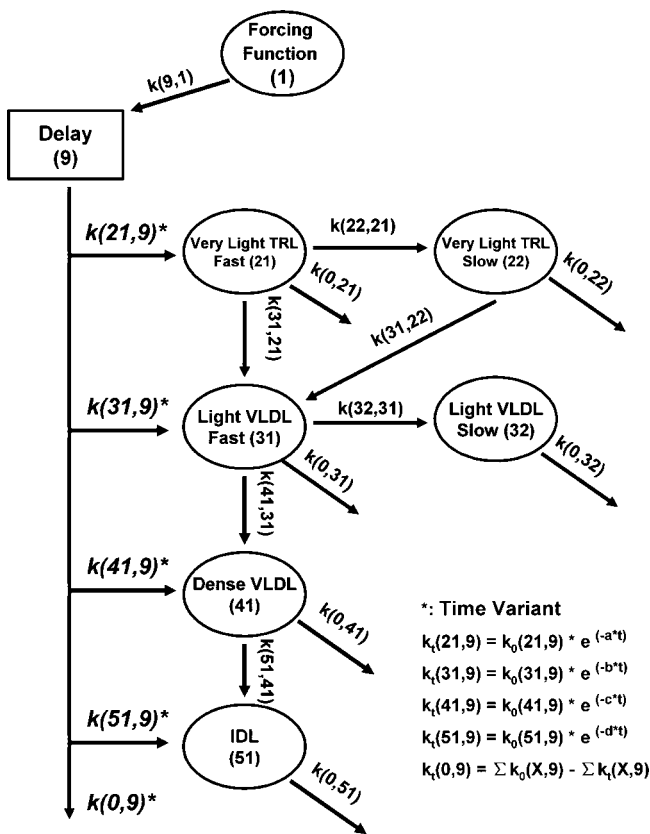 Forcing
Function
(1)
k(9,1)
Delay
(9)
k(21,9)*
Very Light TRL
Fast (21)
k(22,21)
Very Light TRL
Slow (22)
k(0,21)
k(0,22)
k(31,21)
k(31,22)
k(31,9)*
Light VLDL
Fast (31)
k(32,31)
Light VLDL
Slow (32)
k(0,31)
k(0,32)
k(41,31)
k(41,9)*
Dense VLDL
(41)
k(0,41)
k(51,41)
k(51,9)*
IDL
(51)
k(0,51)
k(0,9)*
*: Time Variant
kₜ(21,9) = k₀(21,9) * e (-a*t)
kₜ(31,9) = k₀(31,9) * e (-b*t)
kₜ(41,9) = k₀(41,9) * e (-c*t)
kₜ(51,9) = k₀(51,9) * e (-d*t)
kₜ(0,9) = Σ k₀(X,9) - Σ kₜ(X,9)